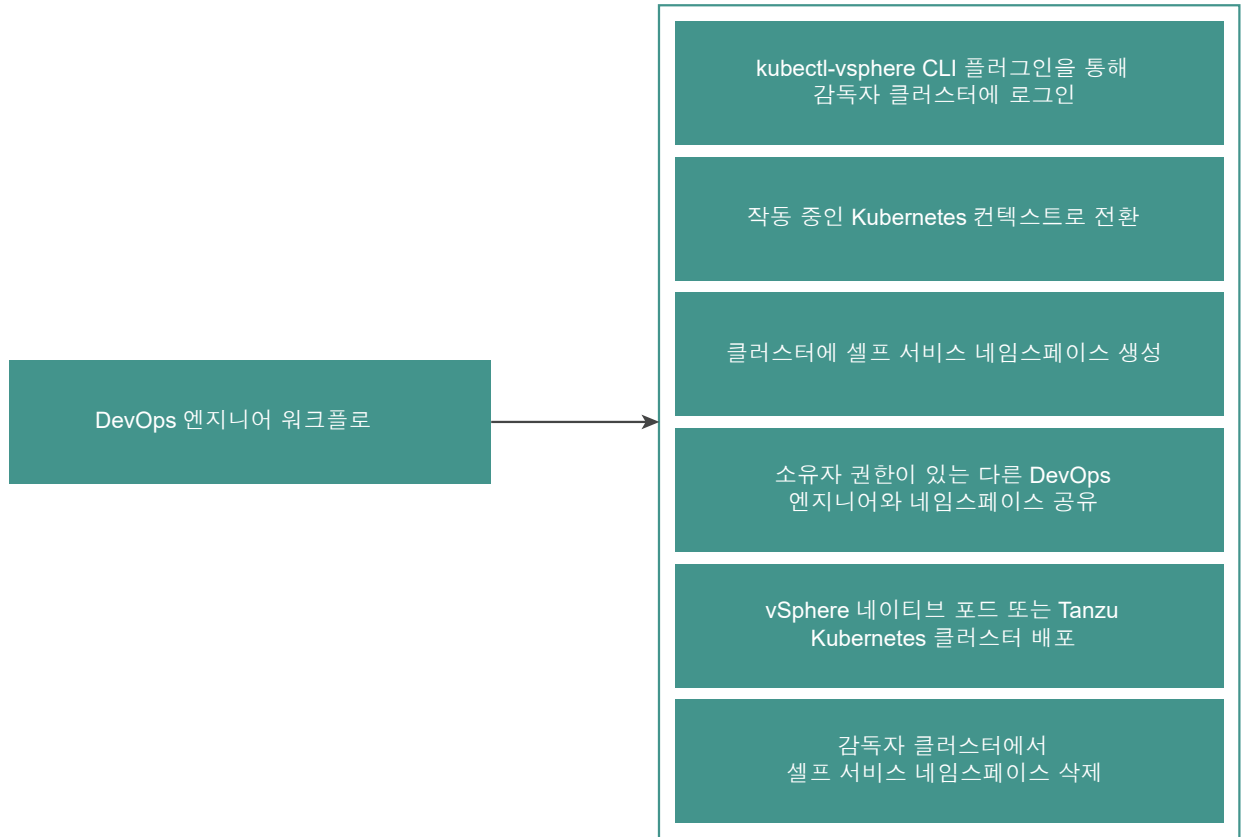 DevOps 엔지니어 워크플로
kubectl-vsphere CLI 플러그인을 통해
감독자 클러스터에 로그인
작동 중인 Kubernetes 컨텍스트로 전환
클러스터에 셀프 서비스 네임스페이스 생성
소유자 권한이 있는 다른 DevOps
엔지니어와 네임스페이스 공유
vSphere 네이티브 포드 또는 Tanzu
Kubernetes 클러스터 배포
감독자 클러스터에서
셀프 서비스 네임스페이스 삭제